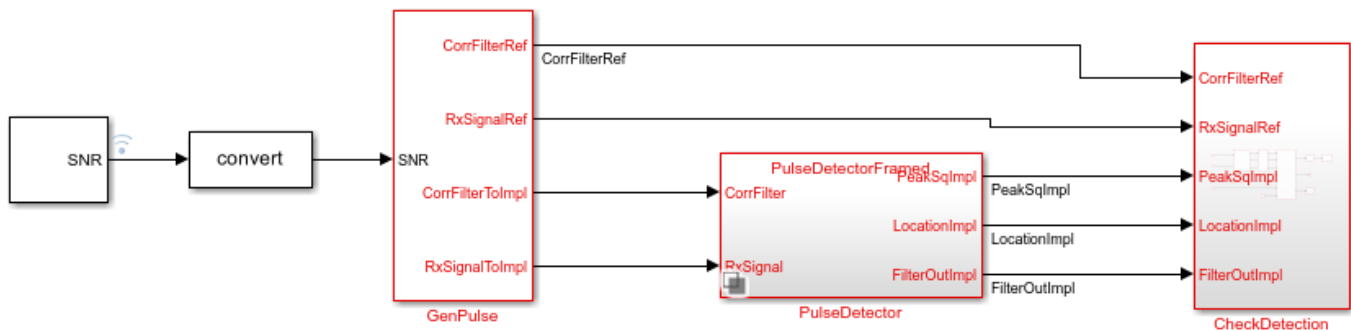 SNR
convert
SNR
CorrFilterRef
RxSignalRef
CorrFilterToImpl
RxSignalToImpl
GenPulse
CorrFilterRef
PulseDetectorFramed
CorrFilter
RxSignal
PeakSqImpl
LocationImpl
FilterOutImpl
PulseDetector
PeakSqImpl
LocationImpl
FilterOutImpl
CorrFilterRef
RxSignalRef
PeakSqImpl
LocationImpl
FilterOutImpl
CheckDetection